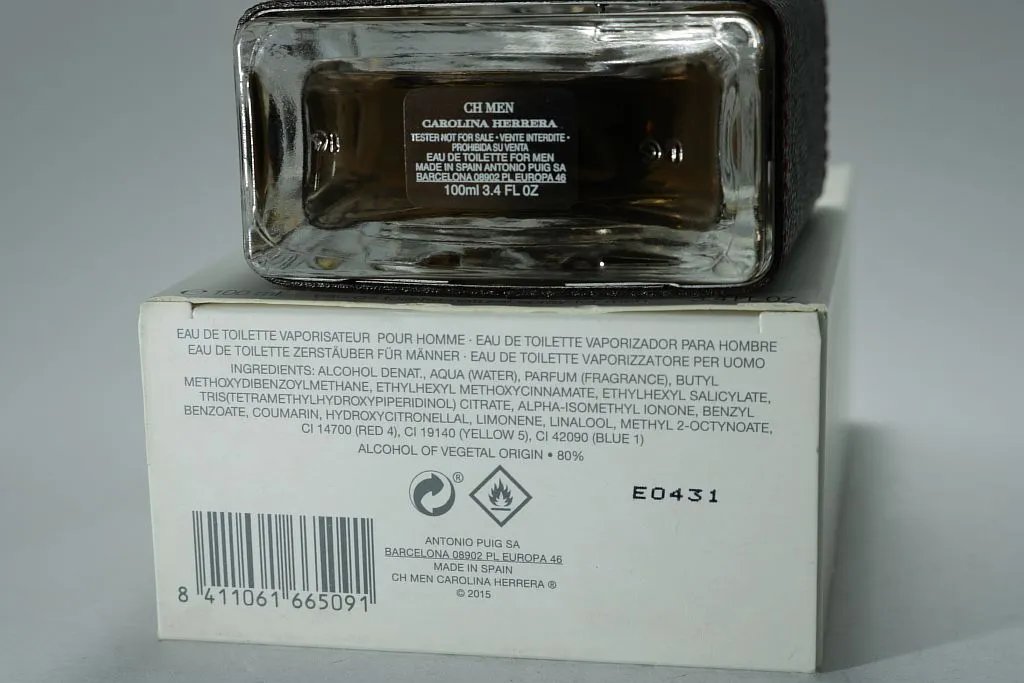 CH MEN
CAROLINA HERRERA
TESTER NOT FOR SALE • VENTE INTERDITE •
PROHIBIDA SU VENTA
EAU DE TOILETTE FOR MEN
MADE IN SPAIN ANTONIO PUIG SA
BARCELONA 08902 PL EUROPA 46
100ml 3.4 FL OZ
EAU DE TOILETTE VAPORISATEUR POUR HOMME · EAU DE TOILETTE VAPORIZADOR PARA HOMBRE
EAU DE TOILETTE ZERSTÄUBER FÜR MÄNNER · EAU DE TOILETTE VAPORIZZATORE PER UOMO
INGREDIENTS: ALCOHOL DENAT., AQUA (WATER), PARFUM (FRAGRANCE), BUTYL
METHOXYDIBENZOYLMETHANE, ETHYLHEXYL METHOXYCINNAMATE, ETHYLHEXYL SALICYLATE,
TRIS(TETRAMETHYLHYDROXYPIPERIDINOL) CITRATE, ALPHA-ISOMETHYL IONONE, BENZYL
BENZOATE, COUMARIN, HYDROXYCITRONELLAL, LIMONENE, LINALOOL, METHYL 2-OCTYNOATE,
CI 14700 (RED 4), CI 19140 (YELLOW 5), CI 42090 (BLUE 1)
ALCOHOL OF VEGETAL ORIGIN • 80%
®
E0431
ANTONIO PUIG SA
BARCELONA 08902 PL EUROPA 46
MADE IN SPAIN
CH MEN CAROLINA HERRERA ®
© 2015
8 411061 665091